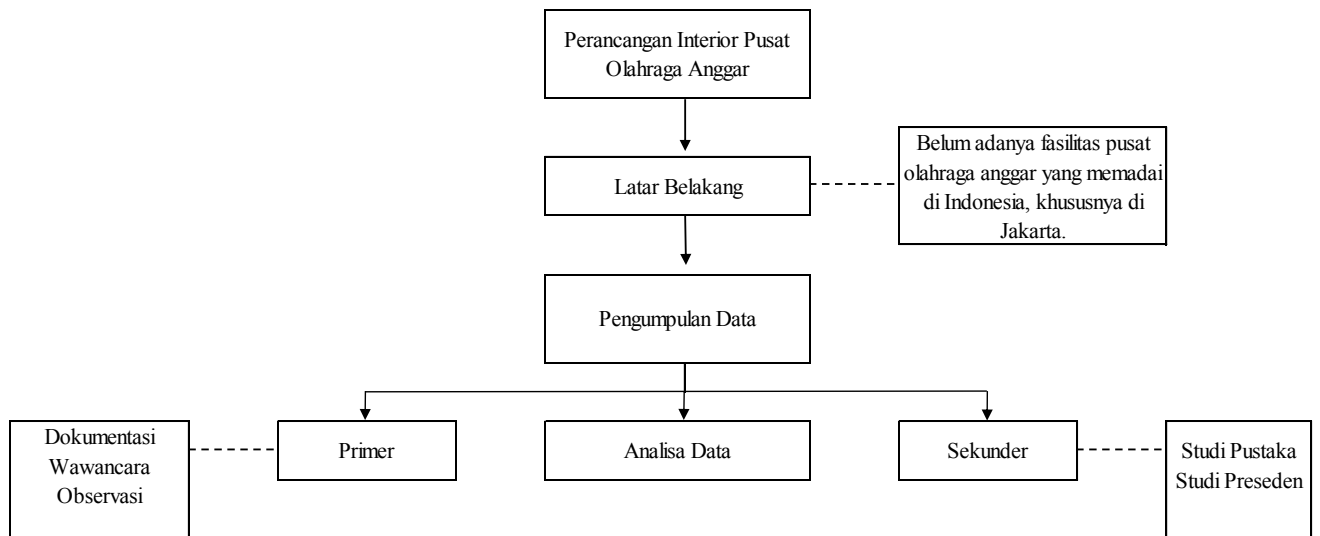 Perancangan Interior Pusat
Olahraga Anggar
Latar Belakang
Belum adanya fasilitas pusat
olahraga anggar yang memadai
di Indonesia, khususnya di
Jakarta.
Pengumpulan Data
Dokumentasi
Wawancara
Observasi
Primer
Analisa Data
Sekunder
Studi Pustaka
Studi Preseden